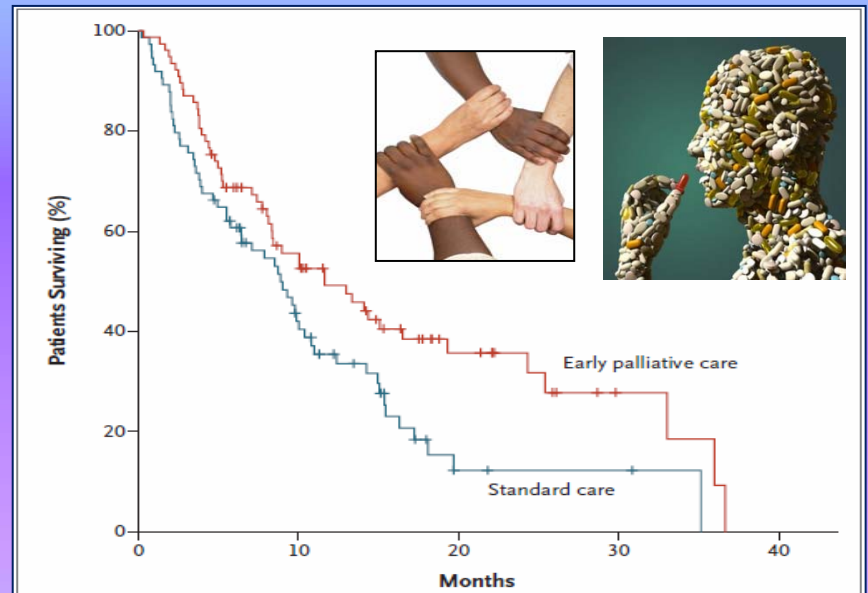 Patients Surviving (%)
100
80
60
40
20
0
Early palliative care
Standard care
0 10 20 30 40
Months